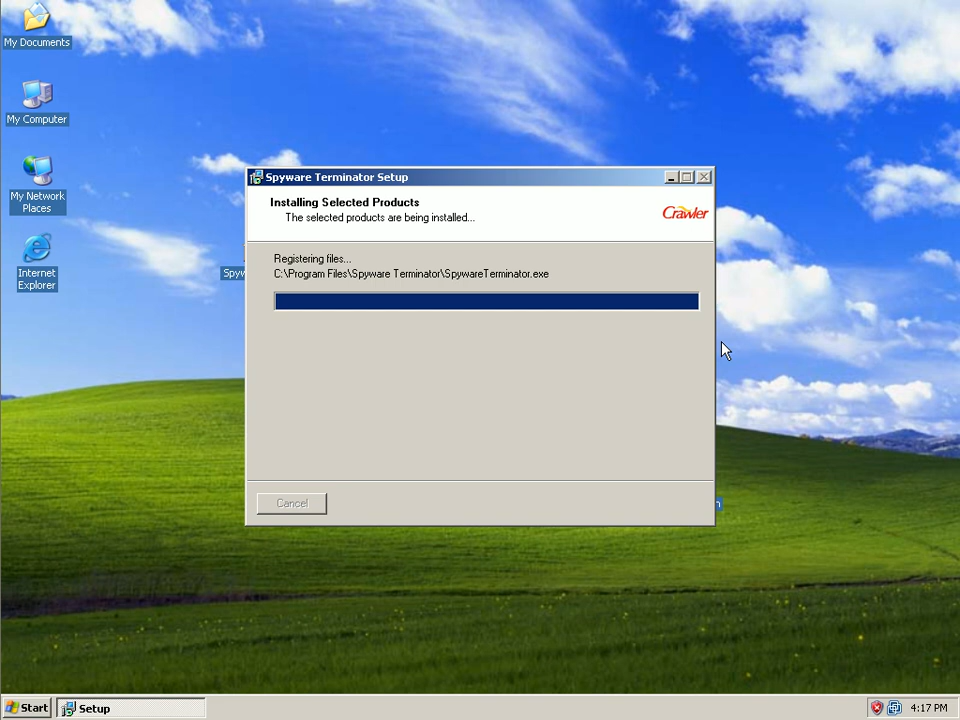 My Documents
My Computer
My Network
Places
Internet
Explorer
Spyware Terminator Setup
Installing Selected Products
The selected products are being installed...
Crawler
Registering files...
C:\Program Files\Spyware Terminator\SpywareTerminator.exe
Cancel
Start
Setup
4:17 PM